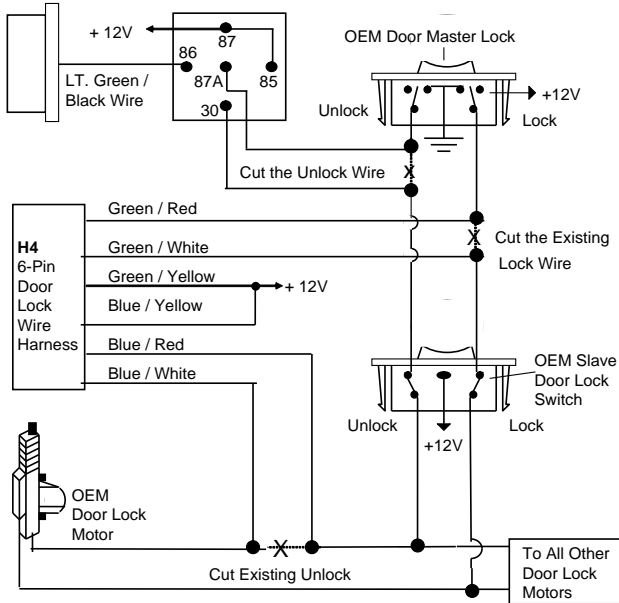 + 12V
87
86
87A
85
30
LT. Green /
Black Wire
OEM Door Master Lock
+12V
Unlock
Lock
Cut the Unlock Wire
X
H4
6-Pin
Door
Lock
Wire
Harness
Green / Red
Green / White
Green / Yellow
Blue / Yellow
Blue / Red
Blue / White
+ 12V
X
Cut the Existing
Lock Wire
OEM Slave
Door Lock
Switch
Unlock
Lock
+12V
OEM
Door Lock
Motor
X
Cut Existing Unlock
To All Other
Door Lock
Motors